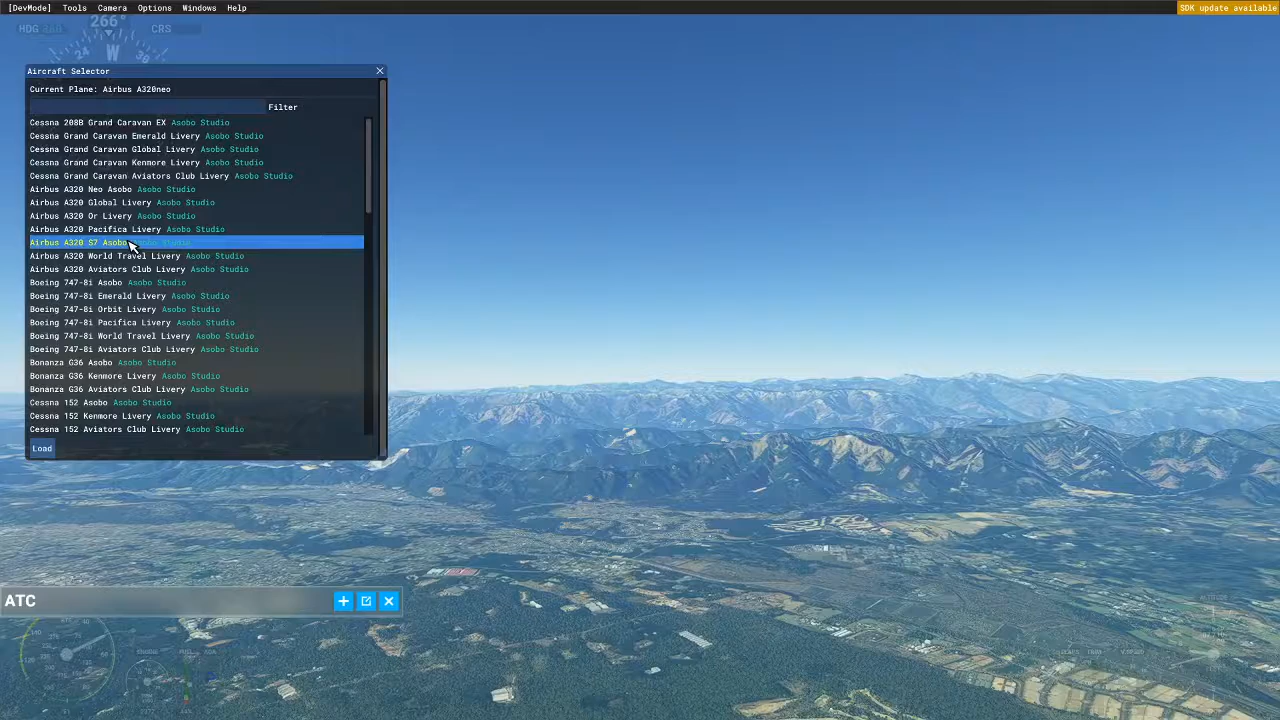 [DevMode] Tools Camera Options Windows Help
SDK update available
HDG 266
266°
CRS
24 W 30
Aircraft Selector
Current Plane: Airbus A320neo
Filter
Cessna 208B Grand Caravan EX Asobo Studio
Cessna Grand Caravan Emerald Livery Asobo Studio
Cessna Grand Caravan Global Livery Asobo Studio
Cessna Grand Caravan Kenmore Livery Asobo Studio
Cessna Grand Caravan Aviators Club Livery Asobo Studio
Airbus A320 Neo Asobo Asobo Studio
Airbus A320 Global Livery Asobo Studio
Airbus A320 Or Livery Asobo Studio
Airbus A320 Pacifica Livery Asobo Studio
Airbus A320 S7 Asobo Asobo Studio
Airbus A320 World Travel Livery Asobo Studio
Airbus A320 Aviators Club Livery Asobo Studio
Boeing 747-8i Asobo Asobo Studio
Boeing 747-8i Emerald Livery Asobo Studio
Boeing 747-8i Orbit Livery Asobo Studio
Boeing 747-8i Pacifica Livery Asobo Studio
Boeing 747-8i World Travel Livery Asobo Studio
Boeing 747-8i Aviators Club Livery Asobo Studio
Bonanza G36 Asobo Asobo Studio
Bonanza G36 Kenmore Livery Asobo Studio
Bonanza G36 Aviators Club Livery Asobo Studio
Cessna 152 Asobo Asobo Studio
Cessna 152 Kenmore Livery Asobo Studio
Cessna 152 Aviators Club Livery Asobo Studio
Load
ATC